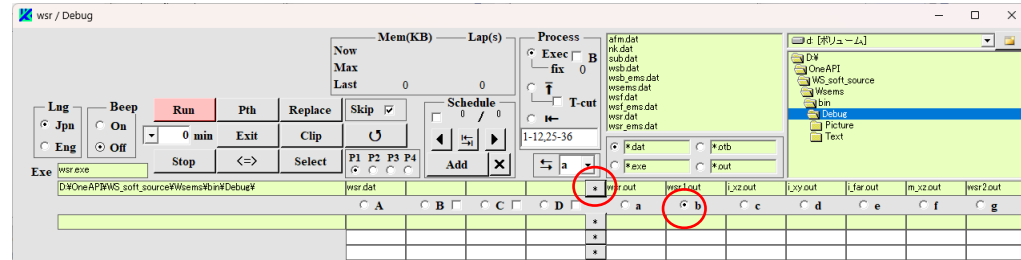 wsr / Debug
Mem(KB) Lap(s)
Now
Max
Last 0 0
Process
Exec B
fix 0
T
T-cut
1-12,25-36
a
afm.dat
nk.dat
sub.dat
wsb.dat
wsb_ems.dat
wsems.dat
wsf.dat
wsf_ems.dat
wsr.dat
wsr_ems.dat
*.dat *.otb
*.exe *.out
d: [ボリューム]
D:¥
OneAPI
WS_soft_source
Wsems
bin
Debug
Picture
Text
Lng
Jpn
Eng
Beep
On
Off
Run Pth Replace Skip
0 min Exit Clip
Stop <=> Select P1 P2 P3 P4
Schedule
0 / 0
Add X
Exe wsr.exe
D:¥OneAPI¥WS_soft_source¥Wsems¥bin¥Debug¥ wsr.dat * wsr.out wsr1.out i_xz.out i_xy.out i_far.out m_xz.out wsr2.out
A B C D a b c d e f g
*
*
*